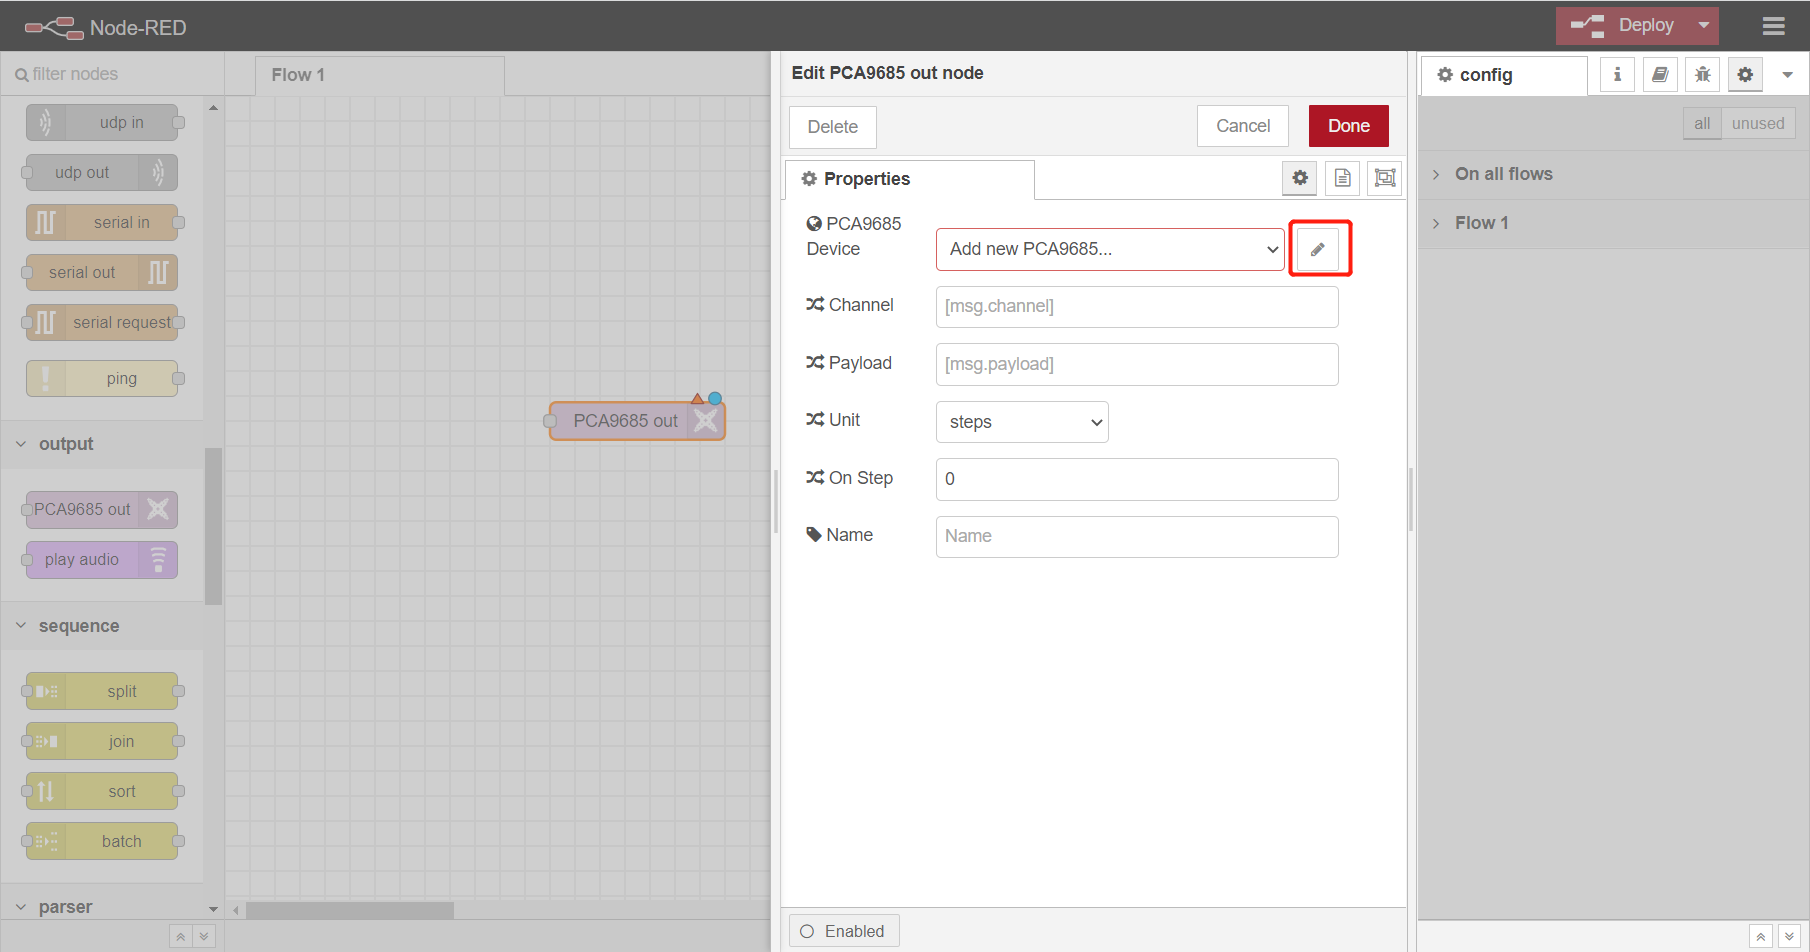 Node-RED
Deploy
filter nodes
Flow 1
udp in
udp out
serial in
serial out
serial request
ping
output
PCA9685 out
play audio
sequence
split
join
sort
batch
parser
PCA9685 out
Edit PCA9685 out node
Delete
Cancel
Done
Properties
PCA9685
Device
Add new PCA9685...
Channel
[msg.channel]
Payload
[msg.payload]
Unit
steps
On Step
0
Name
Name
Enabled
config
i
all
unused
On all flows
Flow 1